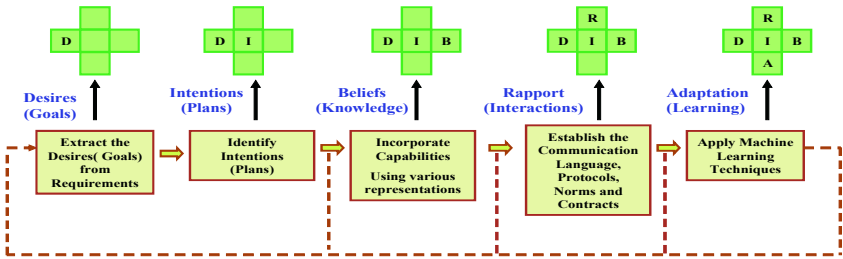 R
R
D
D
I
D
I
B
D
I
B
D
I
B
A
Desires
(Goals)
Intentions
(Plans)
Beliefs
(Knowledge)
Rapport
(Interactions)
Adaptation
(Learning)
Extract the
Desires( Goals)
from
Requirements
Identify
Intentions
(Plans)
Incorporate
Capabilities
Using various
representations
Establish the
Communication
Language,
Protocols,
Norms and
Contracts
Apply Machine
Learning
Techniques